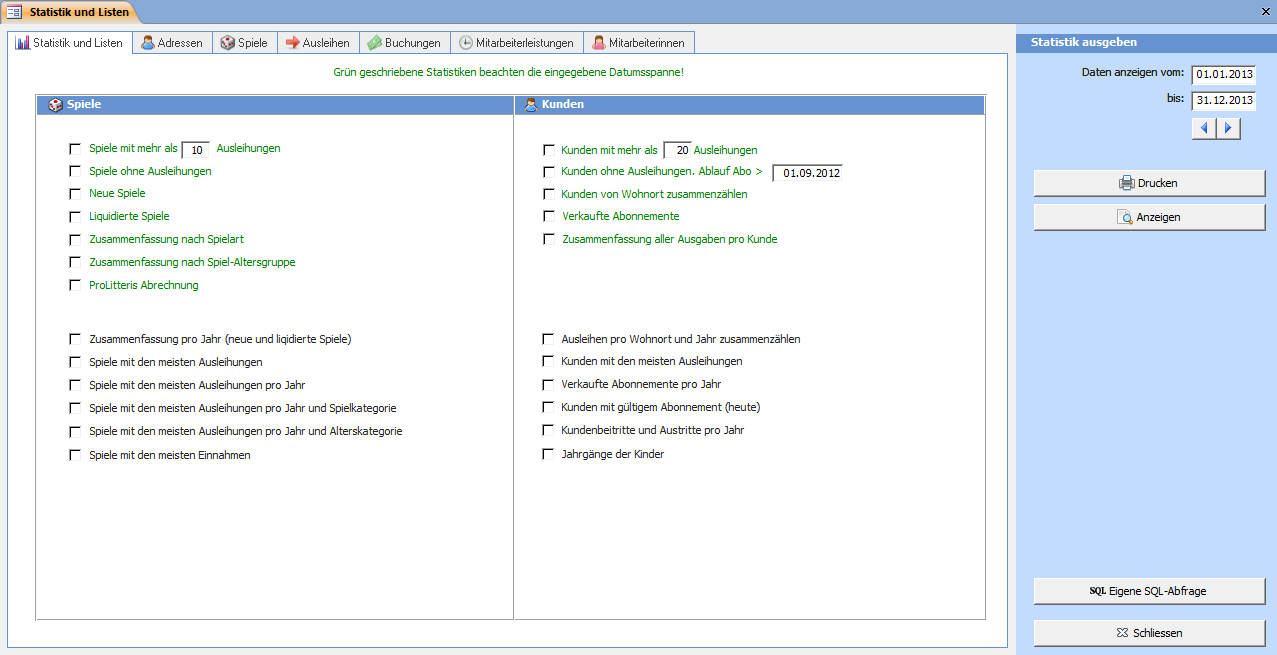 Statistik und Listen
Statistik und Listen Adressen Spiele Ausleihen Buchungen Mitarbeiterleistungen Mitarbeiterinnen
Grün geschriebene Statistiken beachten die eingegebene Datumsspanne!
Spiele
Spiele mit mehr als 10 Ausleihungen
Spiele ohne Ausleihungen
Neue Spiele
Liquidierte Spiele
Zusammenfassung nach Spielart
Zusammenfassung nach Spiel-Altersgruppe
ProLitteris Abrechnung
Zusammenfassung pro Jahr (neue und liqidierte Spiele)
Spiele mit den meisten Ausleihungen
Spiele mit den meisten Ausleihungen pro Jahr
Spiele mit den meisten Ausleihungen pro Jahr und Spielkategorie
Spiele mit den meisten Ausleihungen pro Jahr und Alterskategorie
Spiele mit den meisten Einnahmen
Kunden
Kunden mit mehr als 20 Ausleihungen
Kunden ohne Ausleihungen. Ablauf Abo > 01.09.2012
Kunden von Wohnort zusammenzählen
Verkaufte Abonnemente
Zusammenfassung aller Ausgaben pro Kunde
Ausleihen pro Wohnort und Jahr zusammenzählen
Kunden mit den meisten Ausleihungen
Verkaufte Abonnemente pro Jahr
Kunden mit gültigem Abonnement (heute)
Kundenbeitritte und Austritte pro Jahr
Jahrgänge der Kinder
Statistik ausgeben
Daten anzeigen vom: 01.01.2013
bis: 31.12.2013
Drucken
Anzeigen
SQL Eigene SQL-Abfrage
Schliessen